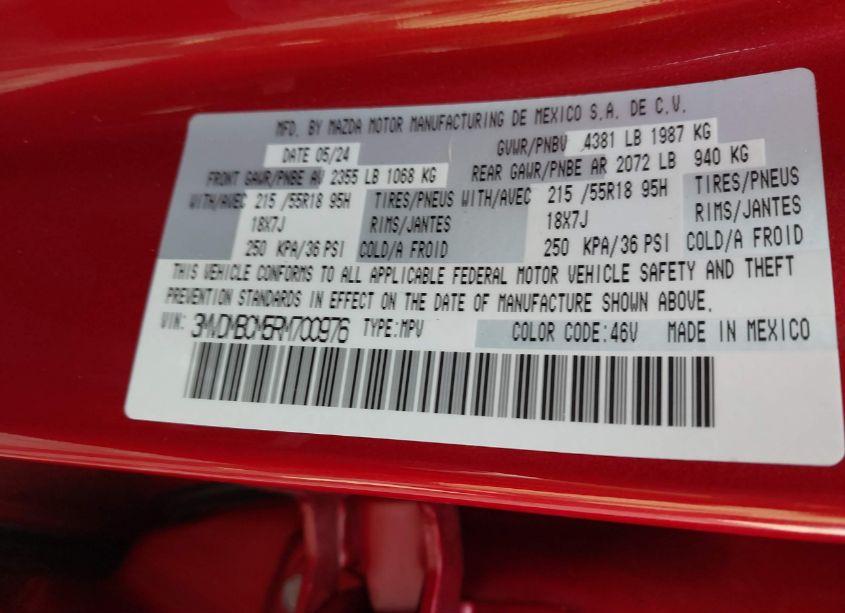 MFD. BY MAZDA MOTOR MANUFACTURING DE MEXICO S.A. DE C.V.
DATE 05/24 GVWR/PNBV 4381 LB 1987 KG
FRONT GAWR/PNBE AV 2355 LB 1068 KG REAR GAWR/PNBE AR 2072 LB 940 KG
WITH/AVEC 215 /55R18 95H TIRES/PNEUS WITH/AVEC 215 /55R18 95H TIRES/PNEUS
18X7J RIMS/JANTES 18X7J RIMS/JANTES
250 KPA/36 PSI COLD/A FROID 250 KPA/36 PSI COLD/A FROID
THIS VEHICLE CONFORMS TO ALL APPLICABLE FEDERAL MOTOR VEHICLE SAFETY AND THEFT
PREVENTION STANDARDS IN EFFECT ON THE DATE OF MANUFACTURE SHOWN ABOVE.
VIN: 3MVDMBCM5RM700976 TYPE:MPV COLOR CODE:46V MADE IN MEXICO